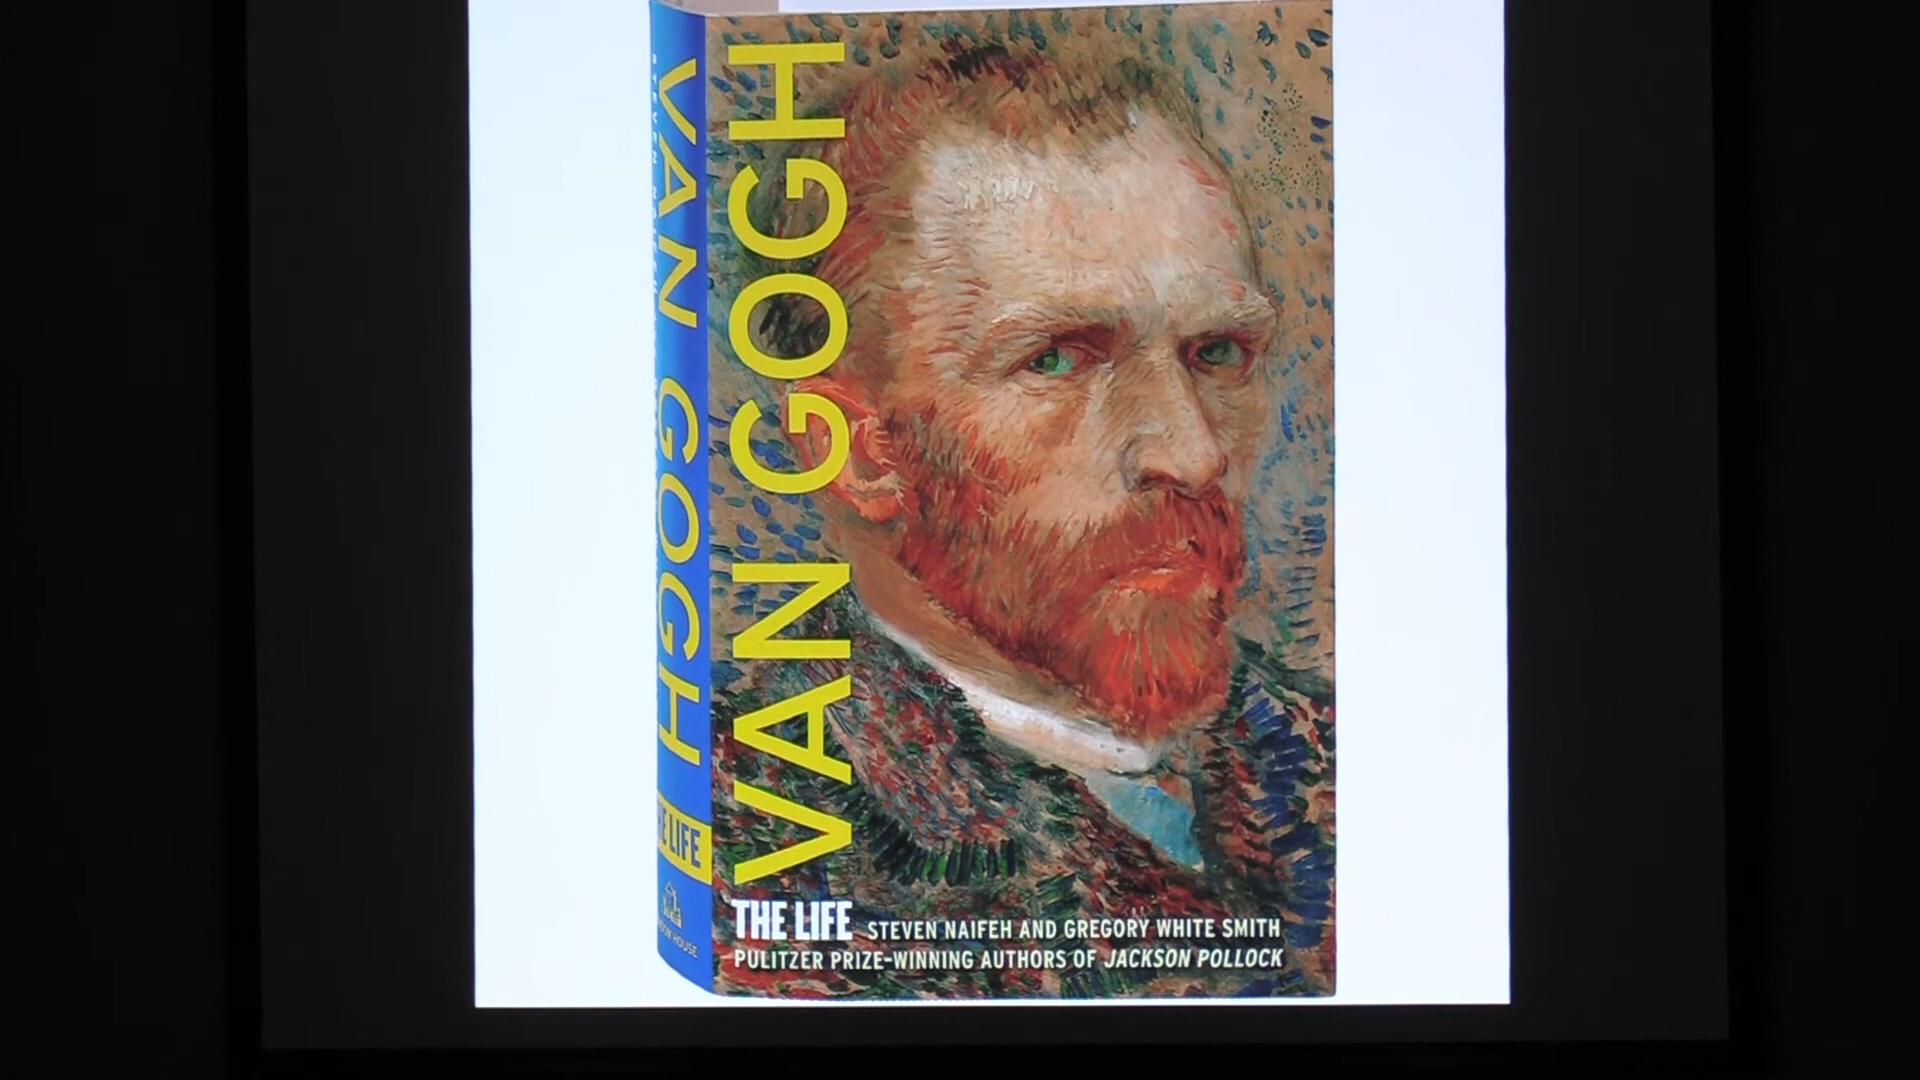 VAN GOGH
THE LIFE
VAN GOGH
THE LIFE STEVEN NAIFEH AND GREGORY WHITE SMITH
PULITZER PRIZE-WINNING AUTHORS OF JACKSON POLLOCK